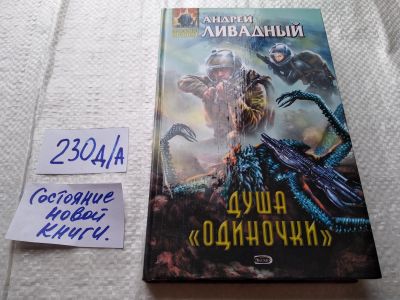 АНДРЕЙ
ЛИВАДНЫЙ
230д/А
Состояние
новой
книги.
ДУША
«ОДИНОЧКИ»